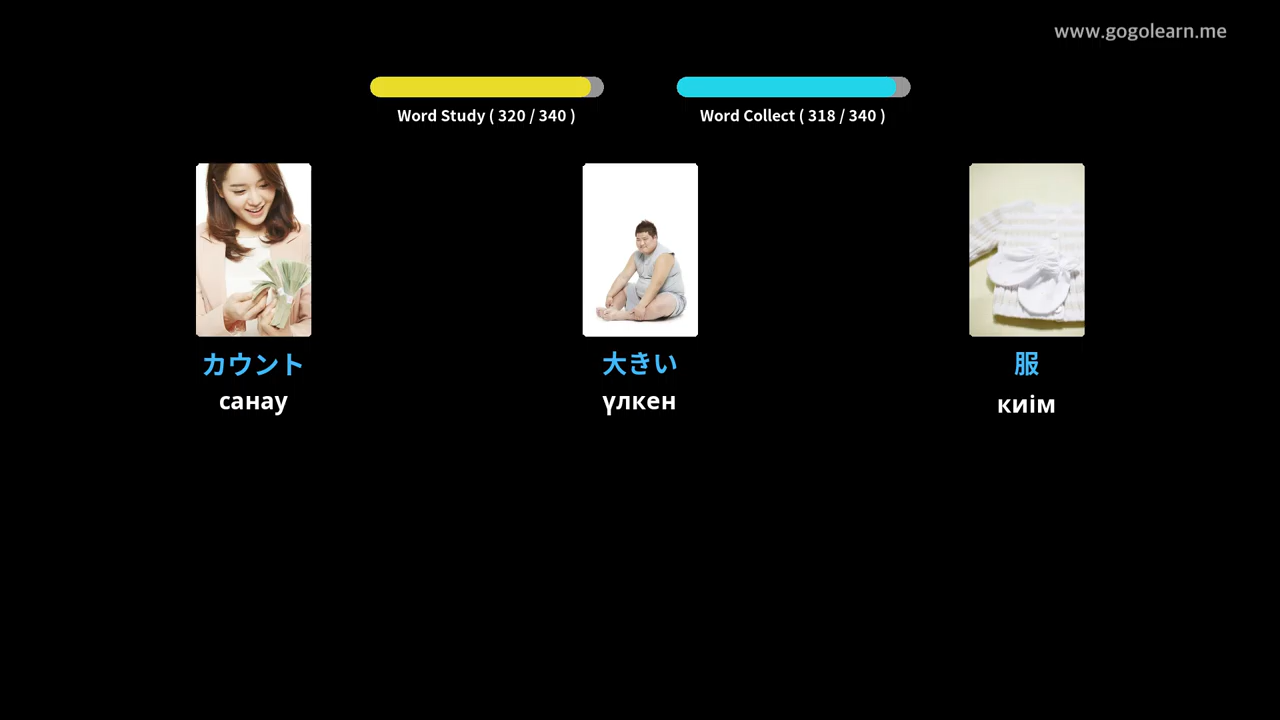 www.gogolearn.me
Word Study ( 320 / 340 )
Word Collect ( 318 / 340 )
カウント
санау
大きい
үлкен
服
киім